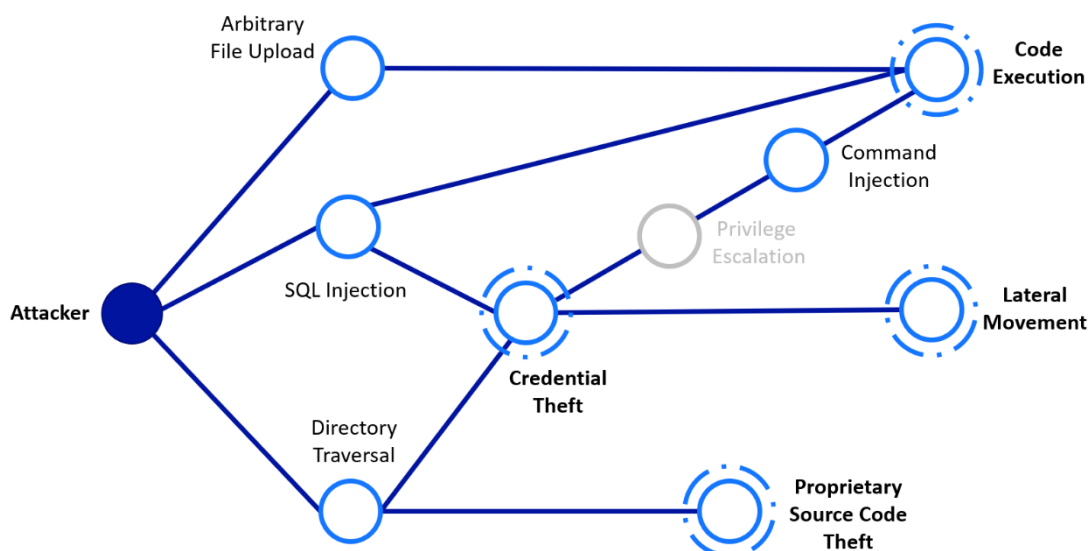 Arbitrary
File Upload
Code
Execution
Command
Injection
Privilege
Escalation
SQL Injection
Attacker
Lateral
Movement
Credential
Theft
Directory
Traversal
Proprietary
Source Code
Theft